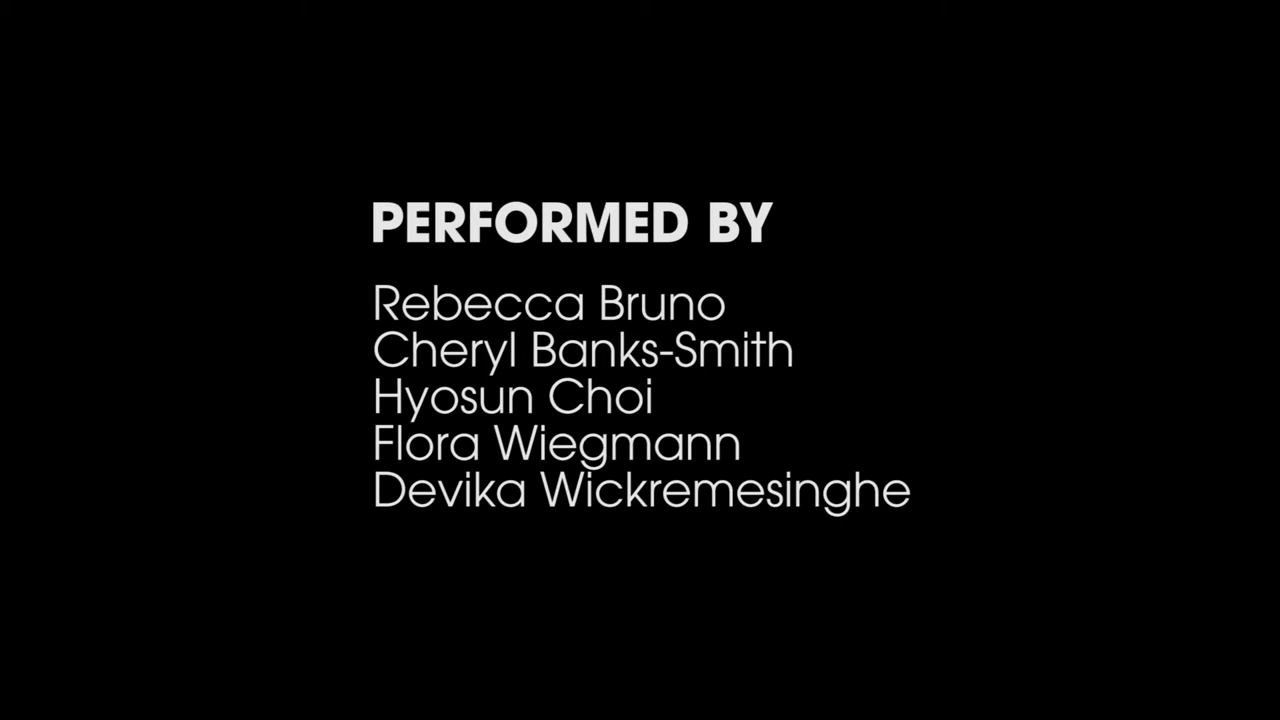 PERFORMED BY
Rebecca Bruno
Cheryl Banks-Smith
Hyosun Choi
Flora Wiegmann
Devika Wickremesinghe